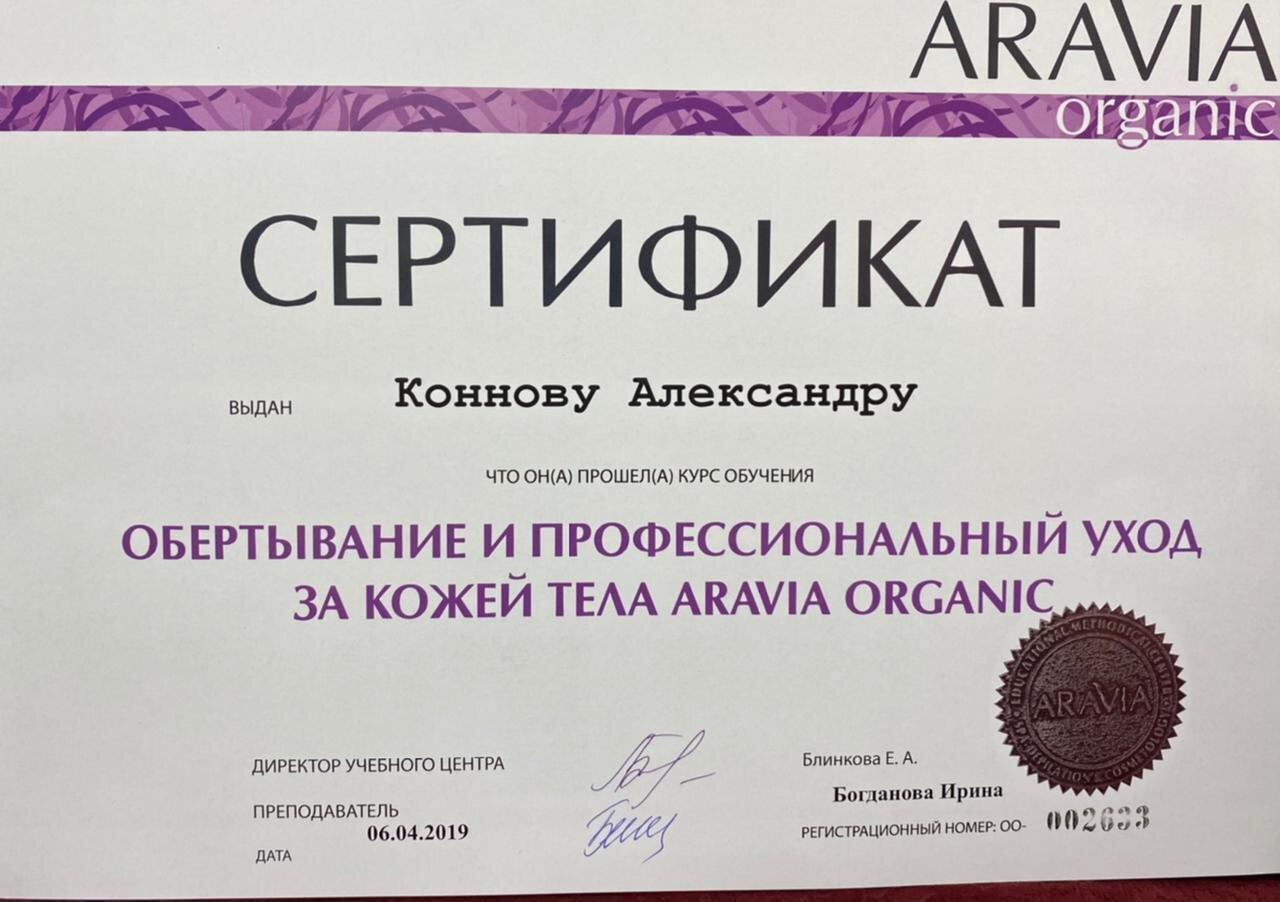 ARAVIA
organic
СЕРТИФИКАТ
ВЫДАН Коннову Александру
ЧТО ОН(А) ПРОШЕЛ(А) КУРС ОБУЧЕНИЯ
ОБЕРТЫВАНИЕ И ПРОФЕССИОНАЛЬНЫЙ УХОД
ЗА КОЖЕЙ ТЕЛА ARAVIA ORGANIC
ARAVIA
ДИРЕКТОР УЧЕБНОГО ЦЕНТРА Блинкова Е. А.
ПРЕПОДАВАТЕЛЬ Богданова Ирина
06.04.2019
ДАТА
РЕГИСТРАЦИОННЫЙ НОМЕР: ОО- 002633